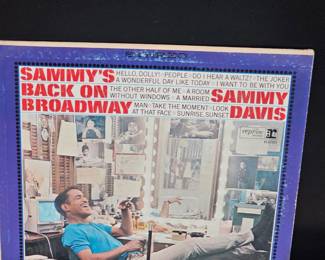 SAMMY'S
BACK ON
BROADWAY
HELLO, DOLLY! · PEOPLE · DO I HEAR A WALTZ? · THE JOKER
A WONDERFUL DAY LIKE TODAY · I WANT TO BE WITH YOU
THE OTHER HALF OF ME · A ROOM
WITHOUT WINDOWS · A MARRIED
MAN · TAKE THE MOMENT · LOOK
AT THAT FACE · SUNRISE, SUNSET
SAMMY
DAVIS
reprise